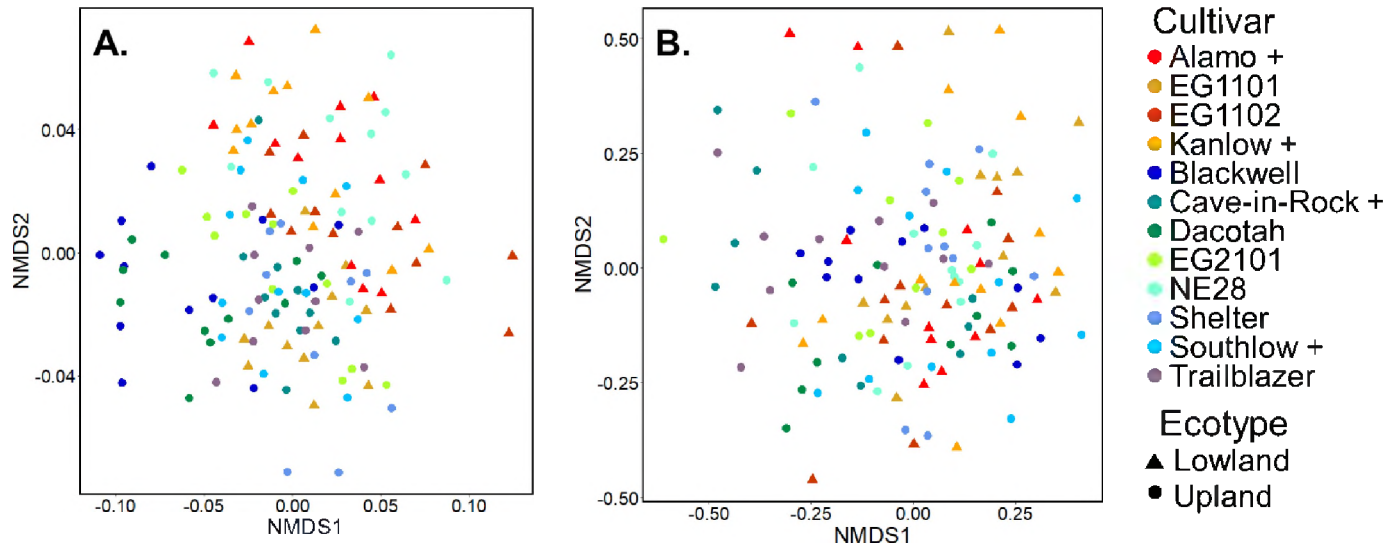 A.
0.04
0.00
-0.04
NMDS2
-0.10
-0.05
0.00
0.05
0.10
NMDS1
B.
0.50
0.25
0.00
-0.25
-0.50
NMDS2
-0.50
-0.25
0.00
0.25
NMDS1
Cultivar
Alamo +
EG1101
EG1102
Kanlow +
Blackwell
Cave-in-Rock +
Dacotah
EG2101
NE28
Shelter
Southlow +
Trailblazer
Ecotype
Lowland
Upland